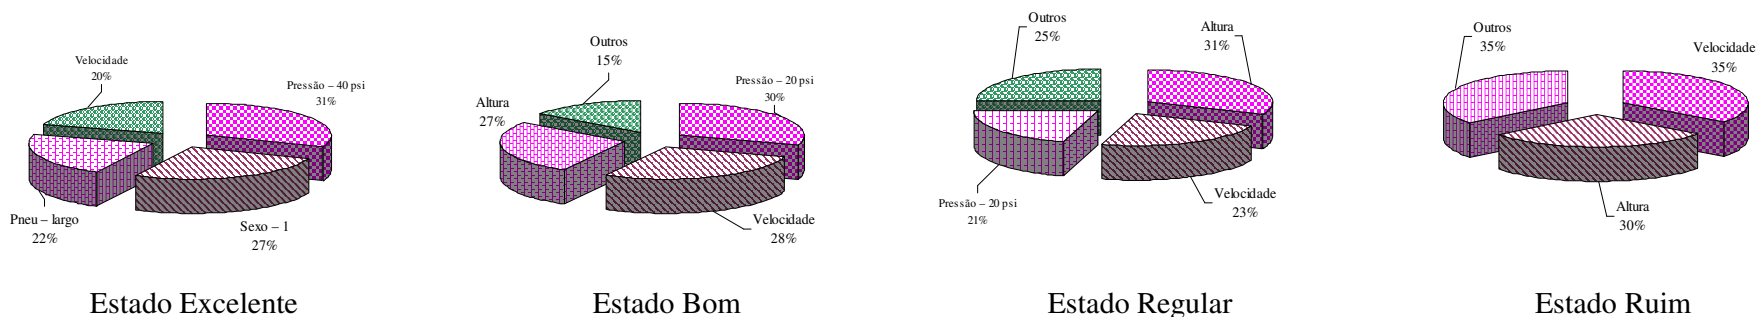 Velocidade
20%
Pressão – 40 psi
31%
Pneu – largo
22%
Sexo – 1
27%
Estado Excelente
Outros
15%
Pressão – 20 psi
30%
Altura
27%
Velocidade
28%
Estado Bom
Outros
25%
Altura
31%
Pressão – 20 psi
21%
Velocidade
23%
Estado Regular
Outros
35%
Velocidade
35%
Altura
30%
Estado Ruim